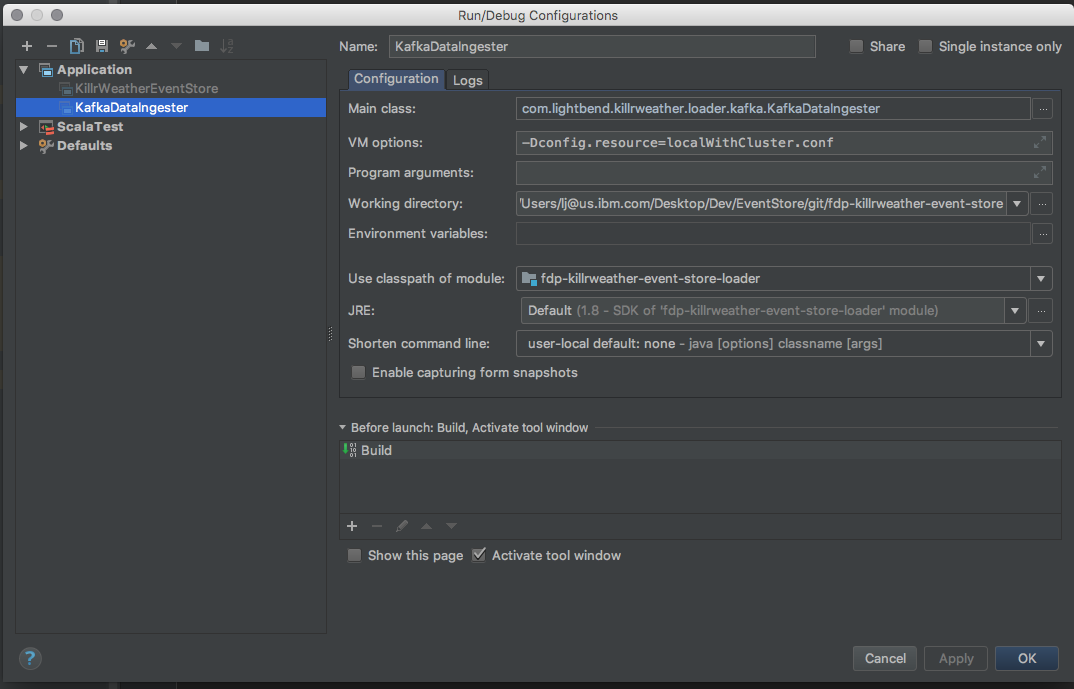 Run/Debug Configurations
Name: KafkaDataIngester Share Single instance only
Application
KillrWeatherEventStore
KafkaDataIngester
ScalaTest
Defaults
Configuration Logs
Main class: com.lightbend.killrweather.loader.kafka.KafkaDataIngester ...
VM options: -Dconfig.resource=localWithCluster.conf
Program arguments:
Working directory: 'Users/lj@us.ibm.com/Desktop/Dev/EventStore/git/fdp-killrweather-event-store ...
Environment variables: ...
Use classpath of module: fdp-killrweather-event-store-loader
JRE: Default (1.8 - SDK of 'fdp-killrweather-event-store-loader' module) ...
Shorten command line: user-local default: none - java [options] classname [args]
Enable capturing form snapshots
Before launch: Build, Activate tool window
Build
Show this page Activate tool window
? Cancel Apply OK